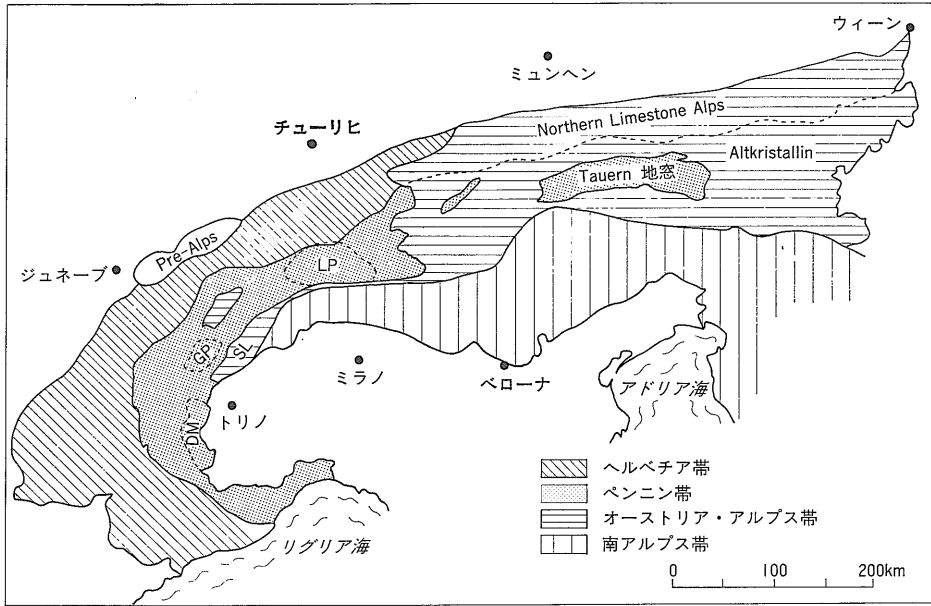 ウィーン
ミュンヘン
Northern Limestone Alps
チューリヒ
Altkristallin
Tauern 地窓
Pre-Alps
LP
ジュネーブ
GP
SL
ミラノ
ベローナ
アドリア海
トリノ
DM
ヘルベチア帯
ペンニン帯
オーストリア・アルプス帯
南アルプス帯
リグリア海
0 100 200km